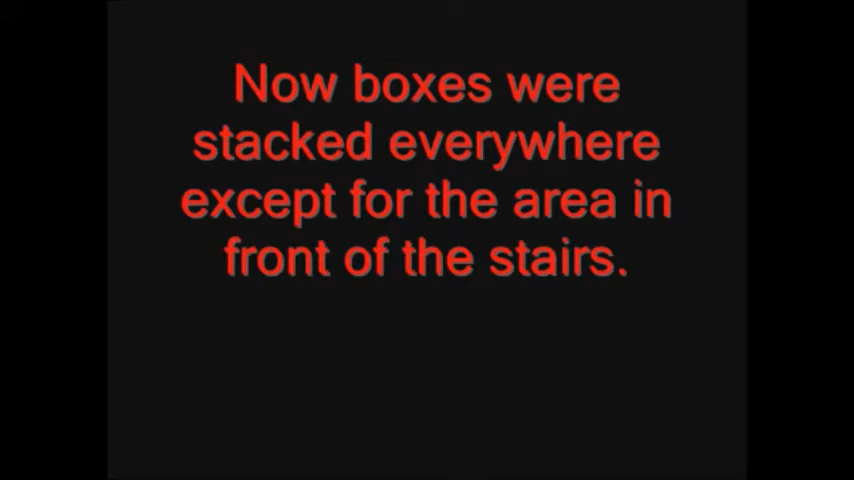 Now boxes were
stacked everywhere
except for the area in
front of the stairs.